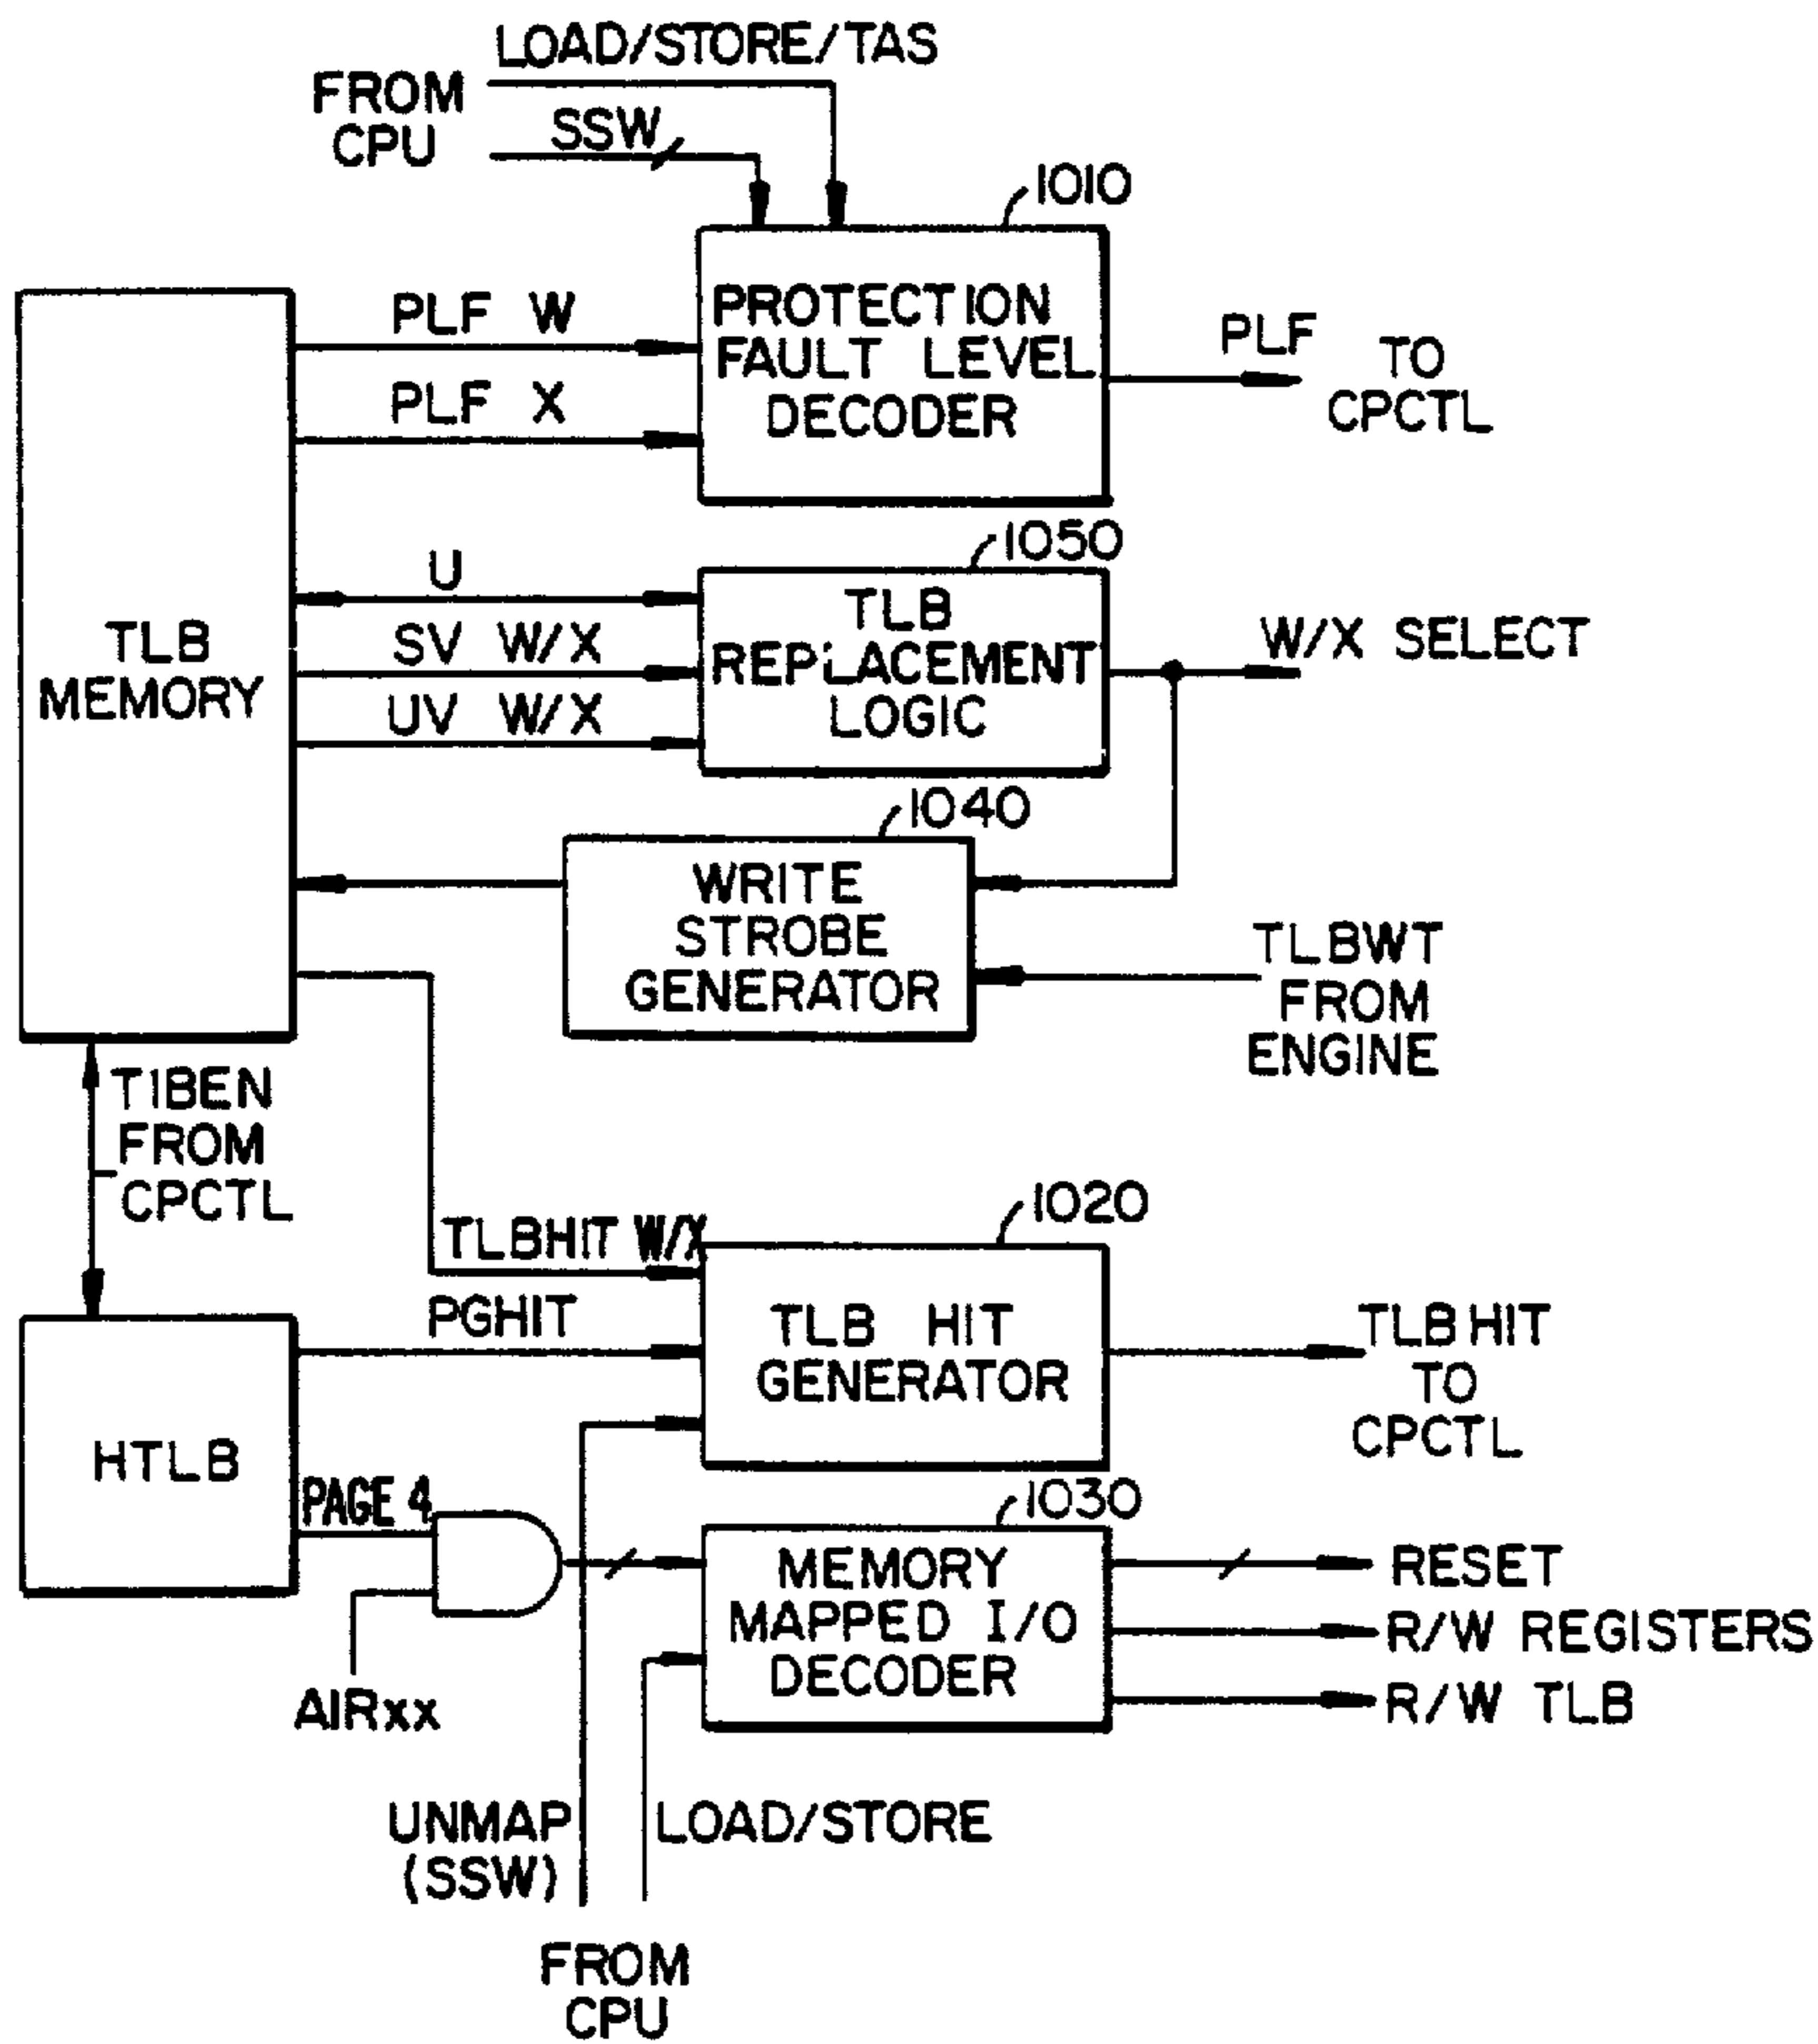 LOAD/STORE/TAS
FROM
CPU
SSW
1010
PLF W
PLF X
PROTECTION
FAULT LEVEL
DECODER
PLF
TO
CPCTL
TLB
MEMORY
U
SV W/X
UV W/X
1050
TLB
REPLACEMENT
LOGIC
W/X SELECT
1040
WRITE
STROBE
GENERATOR
TLBWT
FROM
ENGINE
TIBEN
FROM
CPCTL
TLBHIT W/X
PGHIT
1020
TLB HIT
GENERATOR
TLB HIT
TO
CPCTL
HTLB
PAGE 4
AIRxx
1030
MEMORY
MAPPED I/O
DECODER
RESET
R/W REGISTERS
R/W TLB
UNMAP
(SSW)
LOAD/STORE
FROM
CPU